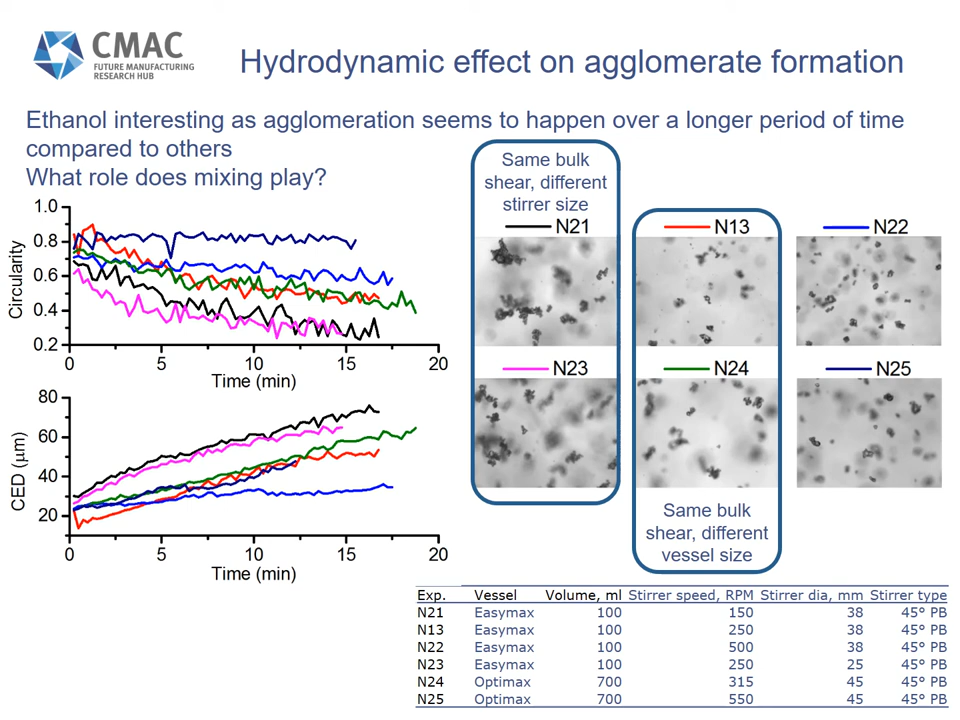 CMAC
FUTURE MANUFACTURING
RESEARCH HUB
Hydrodynamic effect on agglomerate formation
Ethanol interesting as agglomeration seems to happen over a longer period of time
compared to others
What role does mixing play?
Same bulk
shear, different
stirrer size
N21
N13
N22
N23
N24
N25
Same bulk
shear, different
vessel size
1.0
0.8
0.6
0.4
0.2
Circularity
0 5 10 15 20
Time (min)
80
60
40
20
CED (µm)
0 5 10 15 20
Time (min)
Exp. Vessel Volume, ml Stirrer speed, RPM Stirrer dia, mm Stirrer type
N21 Easymax 100 150 38 45° PB
N13 Easymax 100 250 38 45° PB
N22 Easymax 100 500 38 45° PB
N23 Easymax 100 250 25 45° PB
N24 Optimax 700 315 45 45° PB
N25 Optimax 700 550 45 45° PB